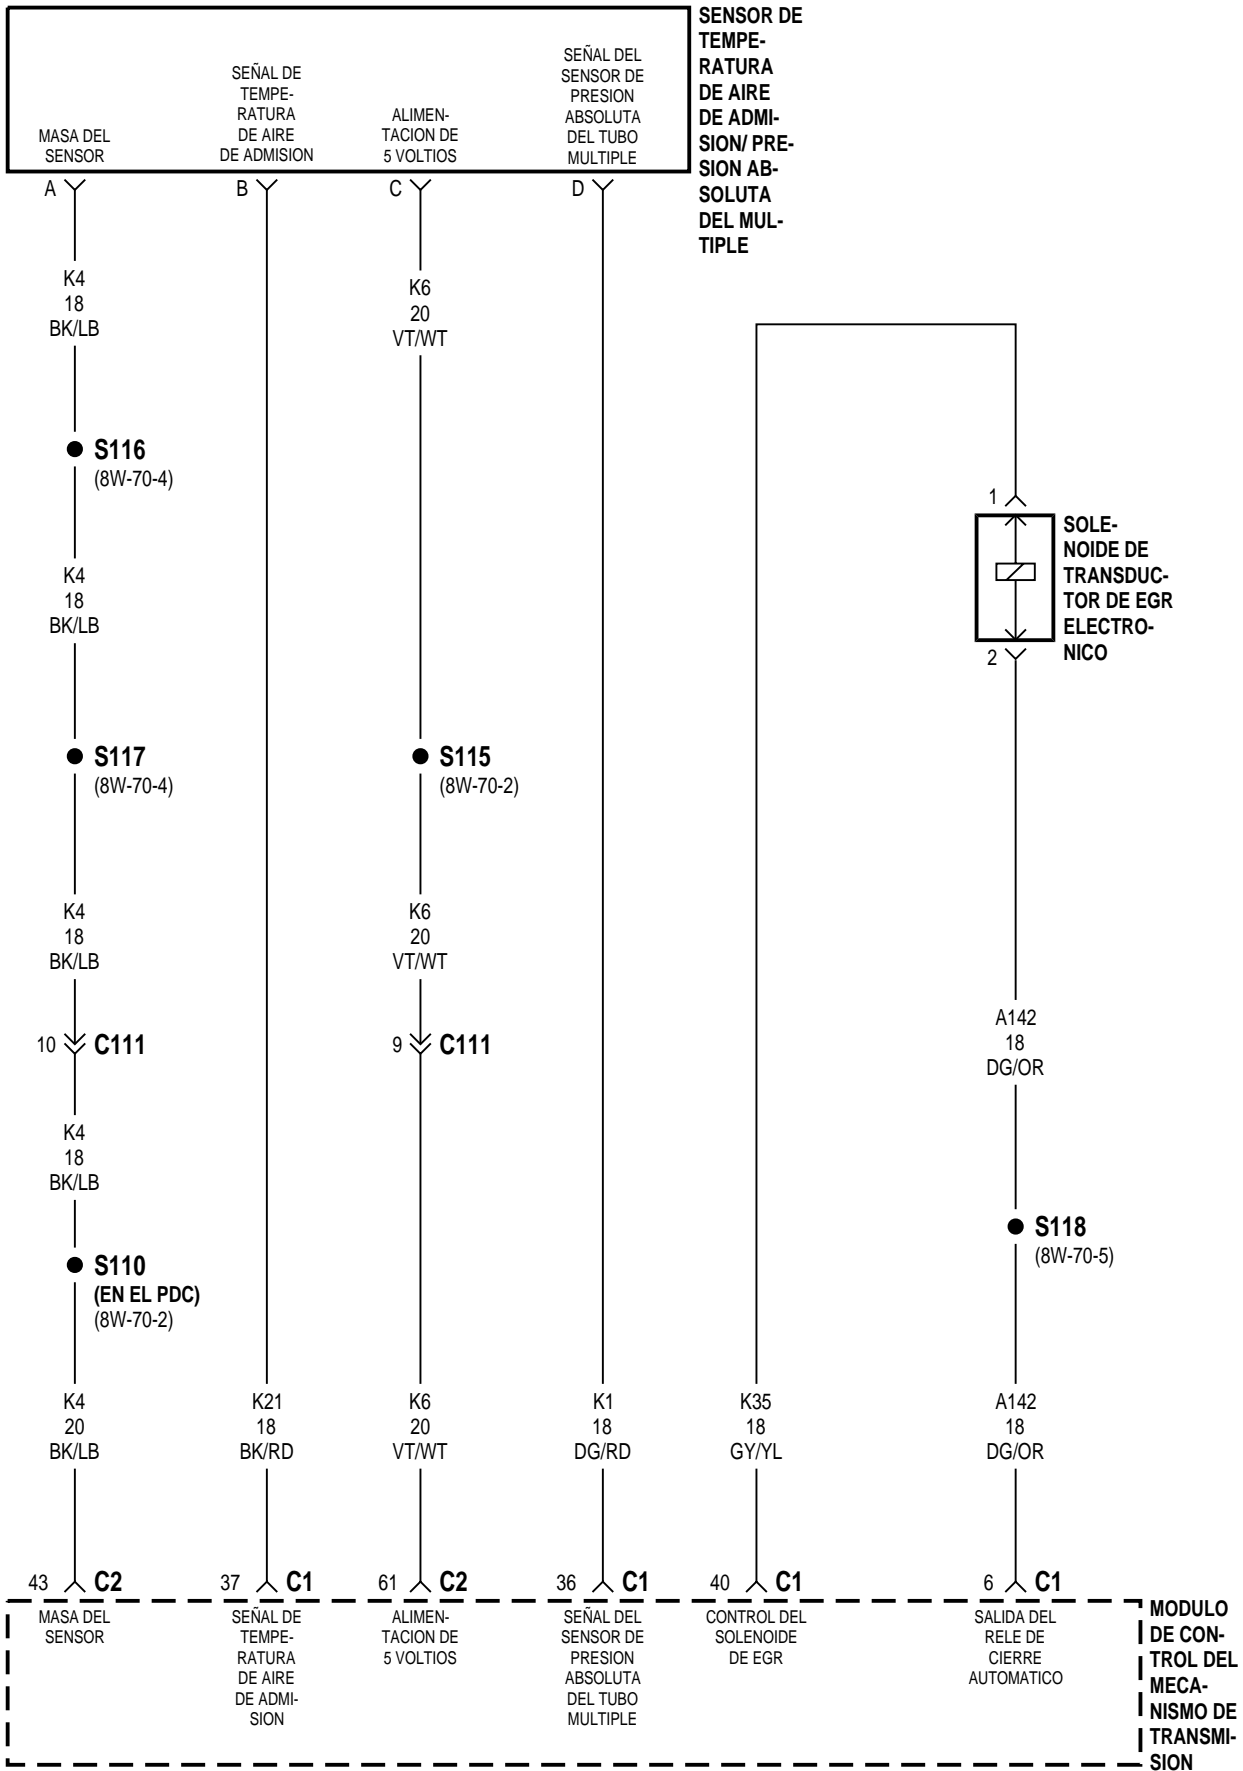 SENSOR DE
TEMPE-
RATURA
DE AIRE
DE ADMI-
SION/ PRE-
SION AB-
SOLUTA
DEL MUL-
TIPLE
MASA DEL
SENSOR
SEÑAL DE
TEMPE-
RATURA
DE AIRE
DE ADMISION
ALIMEN-
TACION DE
5 VOLTIOS
SEÑAL DEL
SENSOR DE
PRESION
ABSOLUTA
DEL TUBO
MULTIPLE
A
B
C
D
K4
18
BK/LB
K6
20
VT/WT
S116
(8W-70-4)
1
SOLE-
NOIDE DE
TRANSDUC-
TOR DE EGR
ELECTRO-
NICO
2
K4
18
BK/LB
S117
(8W-70-4)
S115
(8W-70-2)
K4
18
BK/LB
K6
20
VT/WT
10 C111
9 C111
A142
18
DG/OR
K4
18
BK/LB
S118
(8W-70-5)
S110
(EN EL PDC)
(8W-70-2)
K4
20
BK/LB
K21
18
BK/RD
K6
20
VT/WT
K1
18
DG/RD
K35
18
GY/YL
A142
18
DG/OR
43 C2
37 C1
61 C2
36 C1
40 C1
6 C1
MASA DEL
SENSOR
SEÑAL DE
TEMPE-
RATURA
DE AIRE
DE ADMI-
SION
ALIMEN-
TACION DE
5 VOLTIOS
SEÑAL DEL
SENSOR DE
PRESION
ABSOLUTA
DEL TUBO
MULTIPLE
CONTROL DEL
SOLENOIDE
DE EGR
SALIDA DEL
RELE DE
CIERRE
AUTOMATICO
MODULO
DE CON-
TROL DEL
MECA-
NISMO DE
TRANSMI-
SION